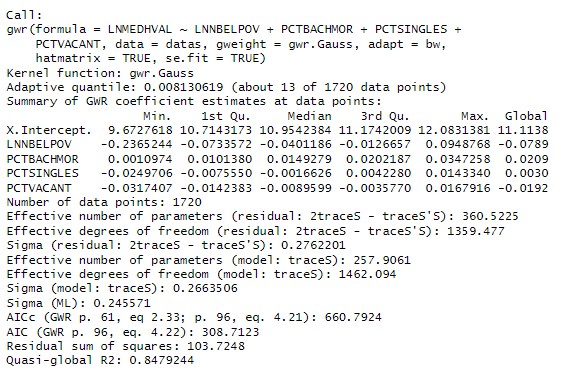 Call:
gwr(formula = LNMEDHVAL ~ LNNBELPOV + PCTBACHMOR + PCTSINGLES +
    PCTVACANT, data = datas, gweight = gwr.Gauss, adapt = bw,
    hatmatrix = TRUE, se.fit = TRUE)
Kernel function: gwr.Gauss
Adaptive quantile: 0.008130619 (about 13 of 1720 data points)
Summary of GWR coefficient estimates at data points:
                   Min.    1st Qu.     Median    3rd Qu.       Max.  Global
X.Intercept.  9.6727618 10.7143173 10.9542384 11.1742009 12.0831381 11.1138
LNNBELPOV    -0.2365244 -0.0733572 -0.0401186 -0.0126657  0.0948768 -0.0789
PCTBACHMOR    0.0010974  0.0101380  0.0149279  0.0202187  0.0347258  0.0209
PCTSINGLES   -0.0249706 -0.0075550 -0.0016626  0.0042280  0.0143340  0.0030
PCTVACANT    -0.0317407 -0.0142383 -0.0089599 -0.0035770  0.0167916 -0.0192
Number of data points: 1720
Effective number of parameters (residual: 2traceS - traceS'S): 360.5225
Effective degrees of freedom (residual: 2traceS - traceS'S): 1359.477
Sigma (residual: 2traceS - traceS'S): 0.2762201
Effective number of parameters (model: traceS): 257.9061
Effective degrees of freedom (model: traceS): 1462.094
Sigma (model: traceS): 0.2663506
Sigma (ML): 0.245571
AICc (GWR p. 61, eq 2.33; p. 96, eq. 4.21): 660.7924
AIC (GWR p. 96, eq. 4.22): 308.7123
Residual sum of squares: 103.7248
Quasi-global R2: 0.8479244